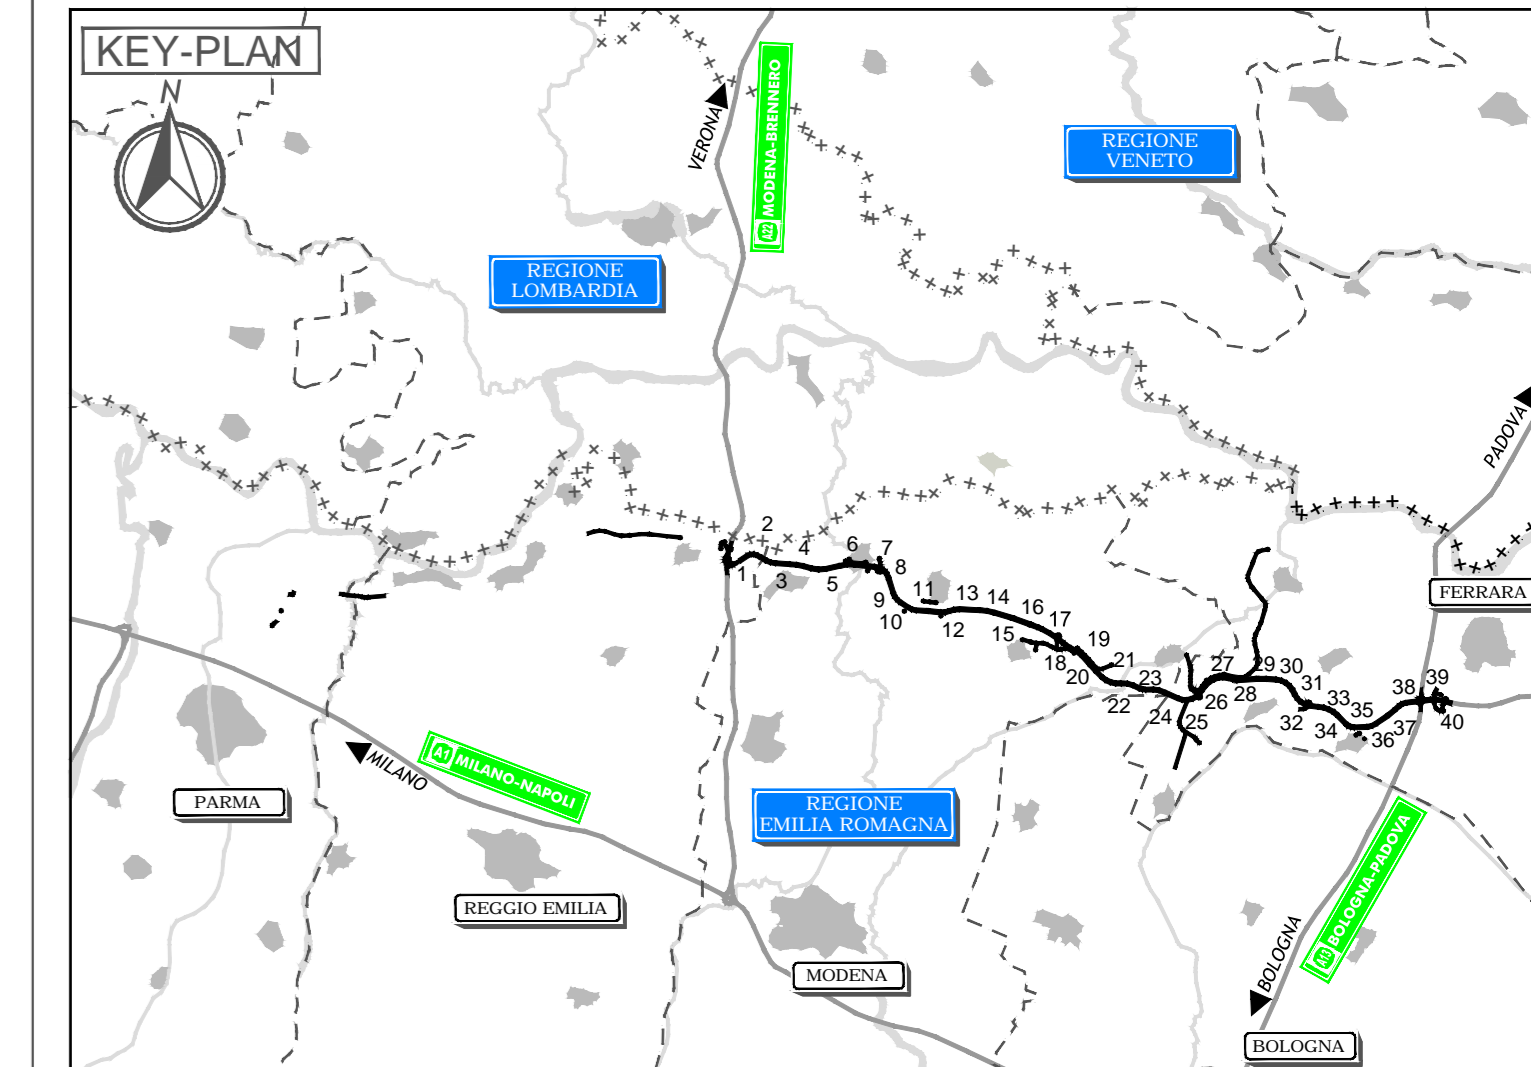 KEY-PLAN
N
VERONA
A22 MODENA-BRENNERO
REGIONE
VENETO
REGIONE
LOMBARDIA
PADOVA
FERRARA
1
2
3
4
5
6
7
8
9
10
11
12
13
14
15
16
17
18
19
20
21
22
23
24
25
26
27
28
29
30
31
32
33
34
35
36
37
38
39
40
MILANO
A1 MILANO-NAPOLI
PARMA
REGIONE
EMILIA ROMAGNA
REGGIO EMILIA
A13 BOLOGNA-PADOVA
MODENA
BOLOGNA
BOLOGNA